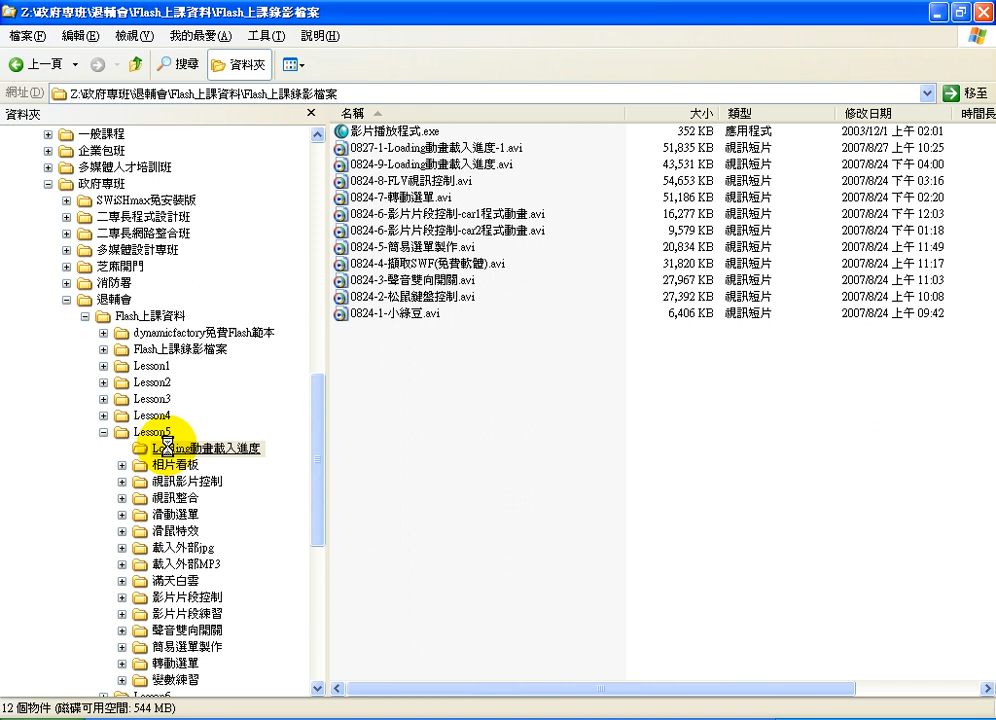 Z:\政府專班\退輔會\Flash上課資料\Flash上課錄影檔案
檔案(F) 編輯(E) 檢視(V) 我的最愛(A) 工具(T) 說明(H)
上一頁 搜尋 資料夾
網址(D) Z:\政府專班\退輔會\Flash上課資料\Flash上課錄影檔案 移至
資料夾
一般課程
企業包班
多媒體人才培訓班
政府專班
SWiSHmax免安裝版
二專長程式設計班
二專長網路整合班
多媒體設計專班
芝麻開門
消防署
退輔會
Flash上課資料
dynamicfactory免費Flash範本
Flash上課錄影檔案
Lesson1
Lesson2
Lesson3
Lesson4
Lesson5
Loading動畫載入進度
相片看板
視訊影片控制
視訊整合
滑動選單
滑鼠特效
載入外部jpg
載入外部MP3
滿天白雲
影片片段控制
影片片段練習
聲音雙向開關
簡易選單製作
轉動選單
變數練習
Lesson6
名稱 大小 類型 修改日期 時間長
影片播放程式.exe 352 KB 應用程式 2003/12/1 上午 02:01
0827-1-Loading動畫載入進度-1.avi 51,835 KB 視訊短片 2007/8/27 上午 10:25
0824-9-Loading動畫載入進度.avi 43,531 KB 視訊短片 2007/8/24 下午 04:00
0824-8-FLV視訊控制.avi 54,653 KB 視訊短片 2007/8/24 下午 03:16
0824-7-轉動選單.avi 51,186 KB 視訊短片 2007/8/24 下午 02:20
0824-6-影片片段控制-car1程式動畫.avi 16,277 KB 視訊短片 2007/8/24 下午 12:03
0824-6-影片片段控制-car2程式動畫.avi 9,579 KB 視訊短片 2007/8/24 下午 01:18
0824-5-簡易選單製作.avi 20,834 KB 視訊短片 2007/8/24 上午 11:49
0824-4-擷取SWF(免費軟體).avi 31,820 KB 視訊短片 2007/8/24 上午 11:17
0824-3-聲音雙向開關.avi 27,967 KB 視訊短片 2007/8/24 上午 11:03
0824-2-松鼠鍵盤控制.avi 27,392 KB 視訊短片 2007/8/24 上午 10:08
0824-1-小綠豆.avi 6,406 KB 視訊短片 2007/8/24 上午 09:42
12 個物件 (磁碟可用空間: 544 MB)